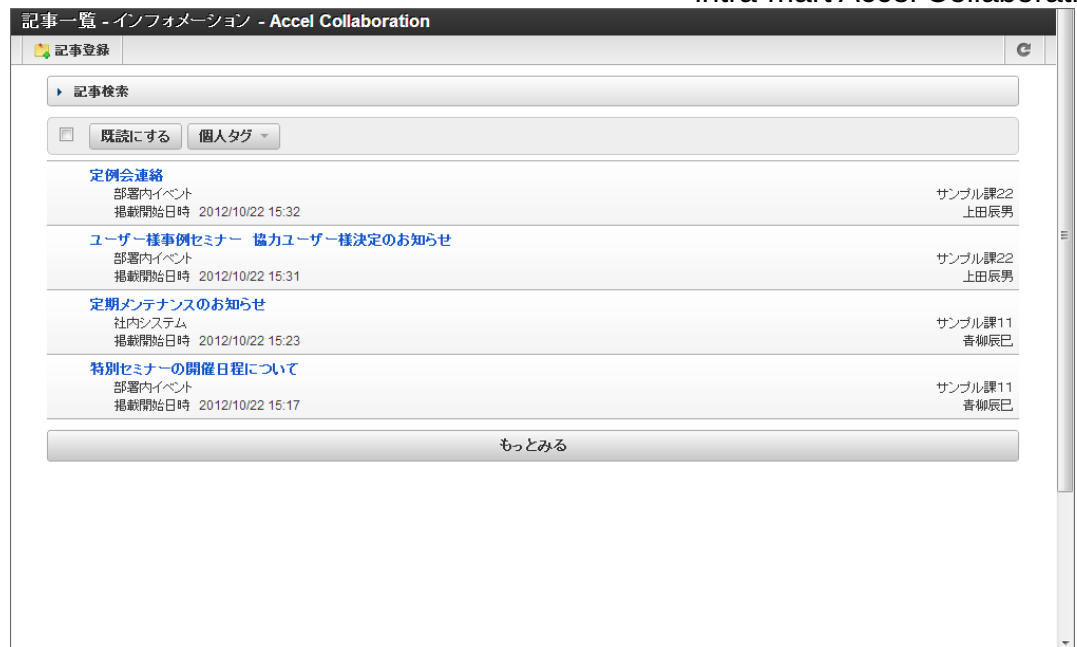 記事一覧 - インフォメーション - Accel Collaboration
記事登録
記事検索
既読にする 個人タグ
定例会連絡
部署内イベント サンプル課22
掲載開始日時 2012/10/22 15:32 上田辰男
ユーザー様事例セミナー 協力ユーザー様決定のお知らせ
部署内イベント サンプル課22
掲載開始日時 2012/10/22 15:31 上田辰男
定期メンテナンスのお知らせ
社内システム サンプル課11
掲載開始日時 2012/10/22 15:23 青柳辰巳
特別セミナーの開催日程について
部署内イベント サンプル課11
掲載開始日時 2012/10/22 15:17 青柳辰巳
もっとみる